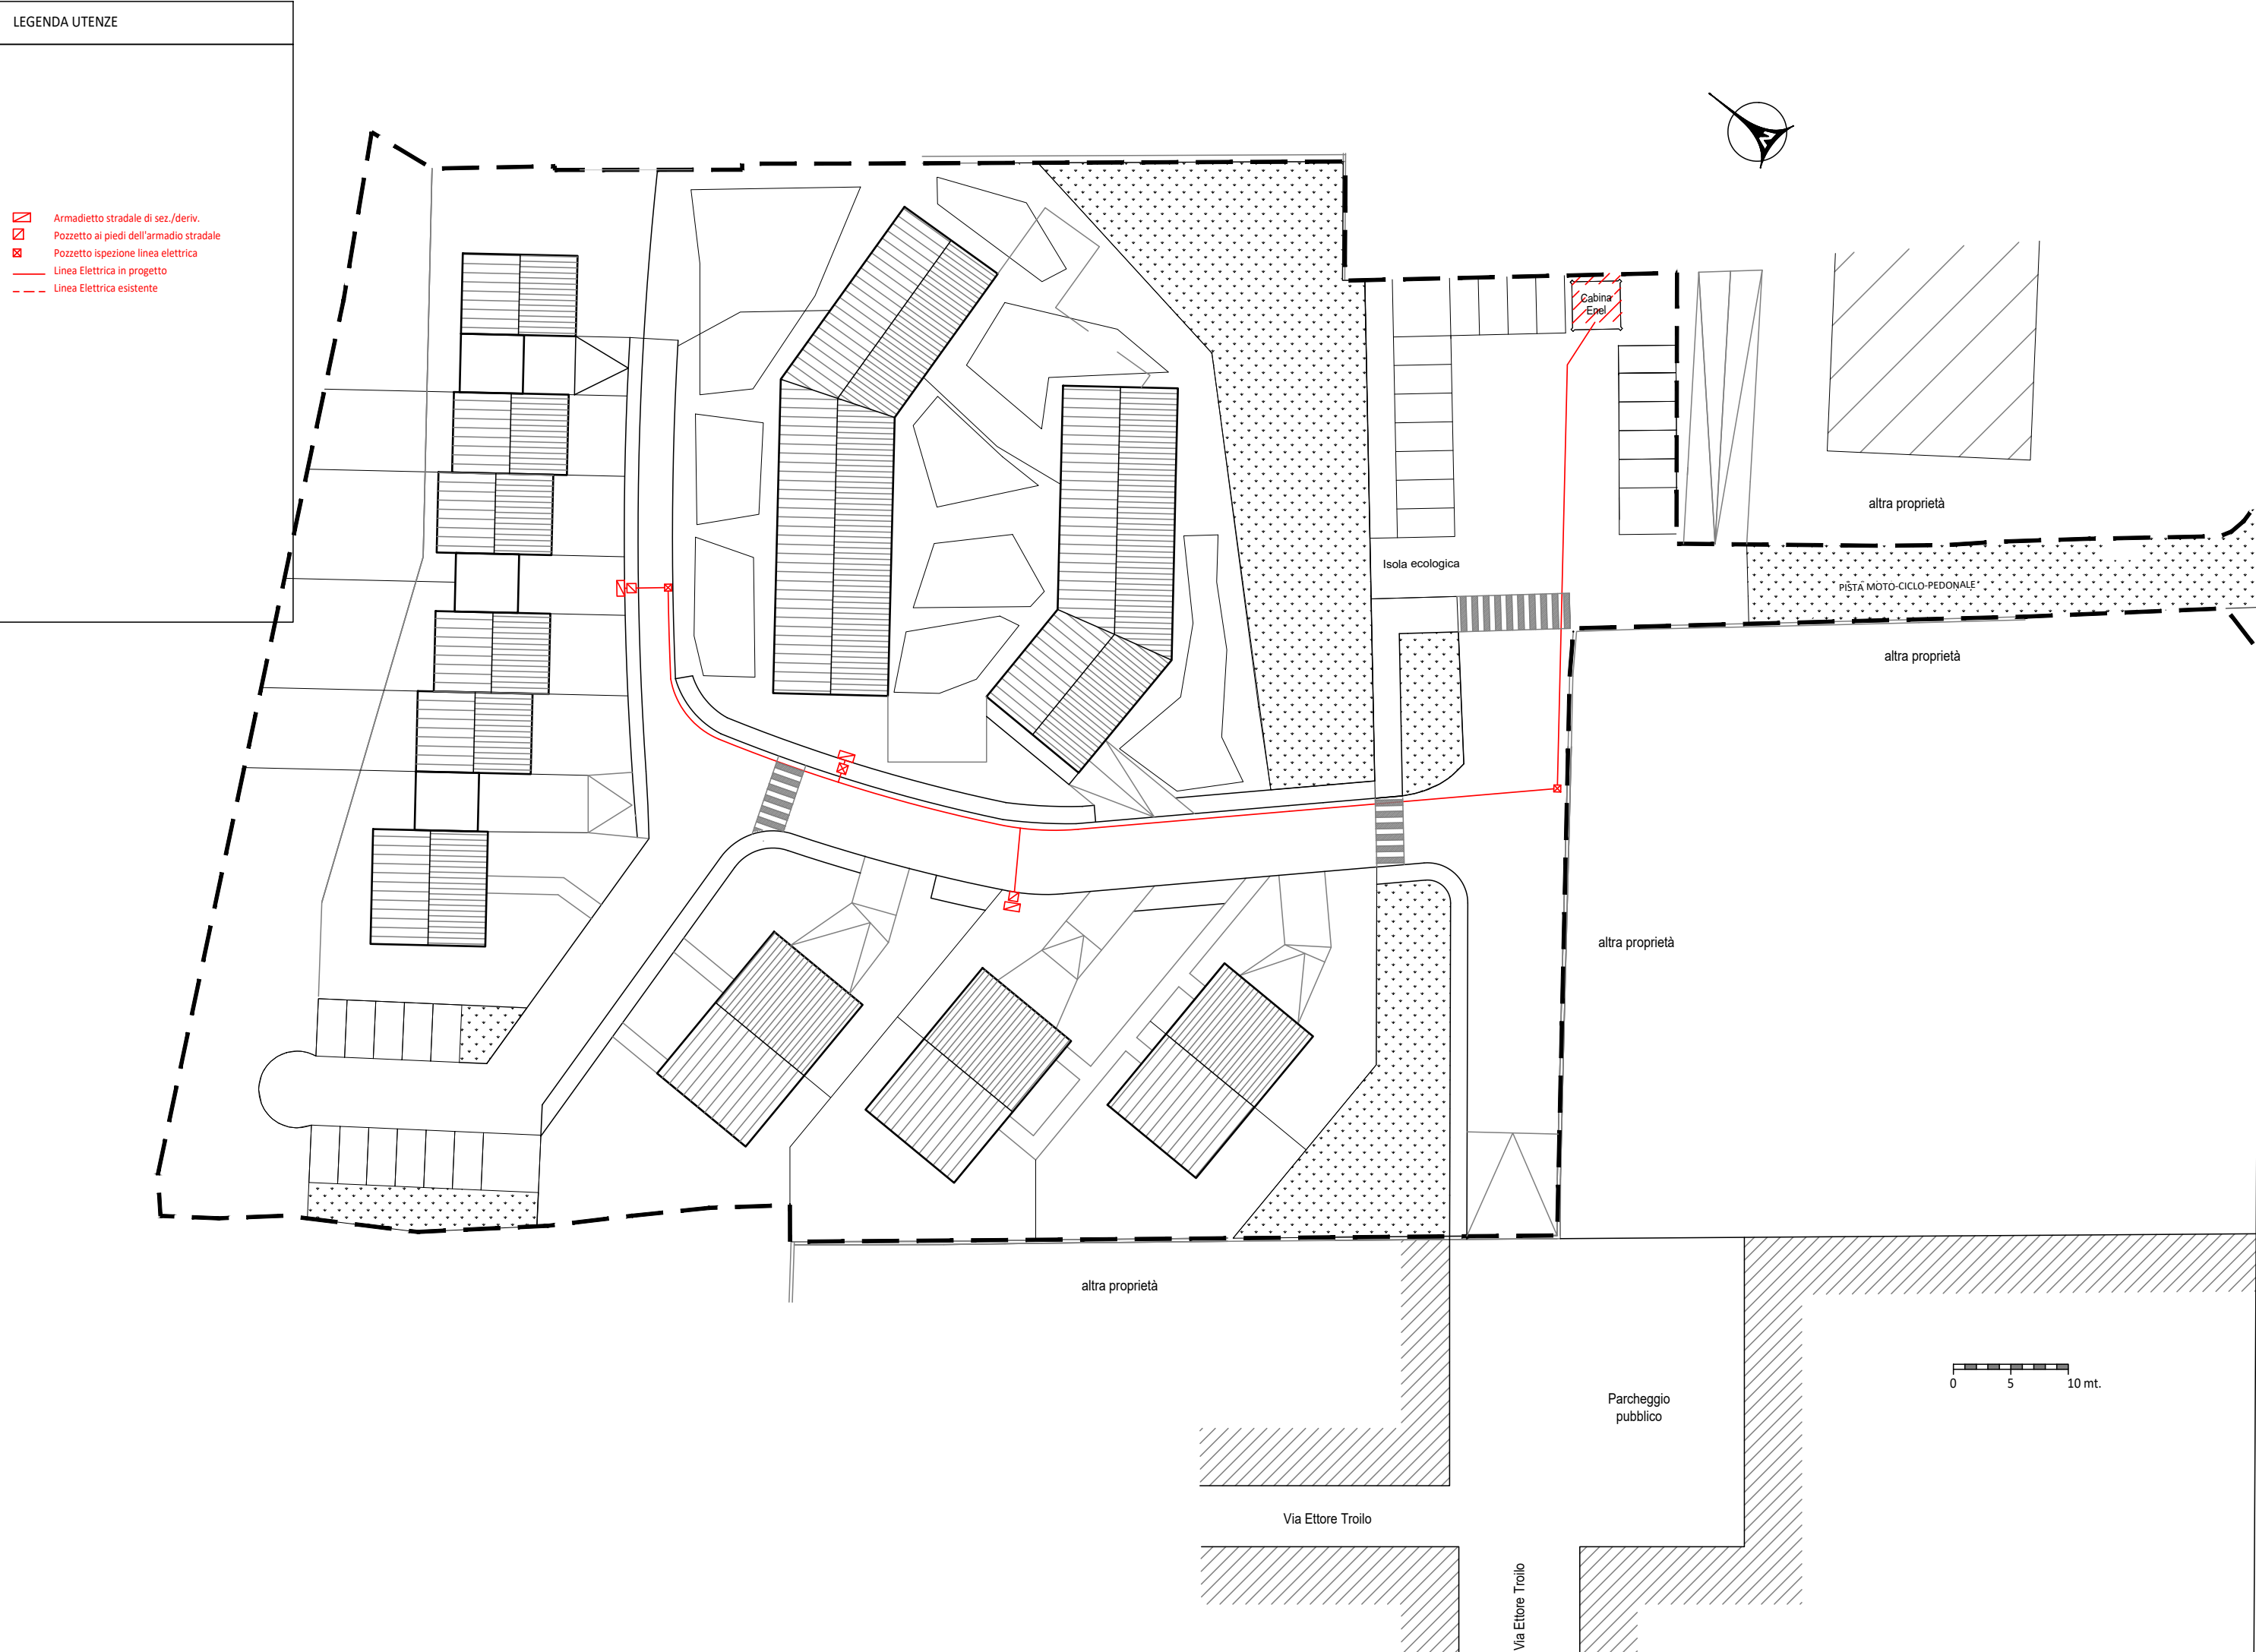 LEGENDA UTENZE
Armadietto stradale di sez./deriv.
Pozzetto ai piedi dell'armadio stradale
Pozzetto ispezione linea elettrica
Linea Elettrica in progetto
Linea Elettrica esistente
N
Cabina
Enel
altra proprietà
Isola ecologica
PISTA MOTO-CICLO-PEDONALE
altra proprietà
altra proprietà
altra proprietà
0 5 10 mt.
Parcheggio
pubblico
Via Ettore Troilo
Via Ettore Troilo